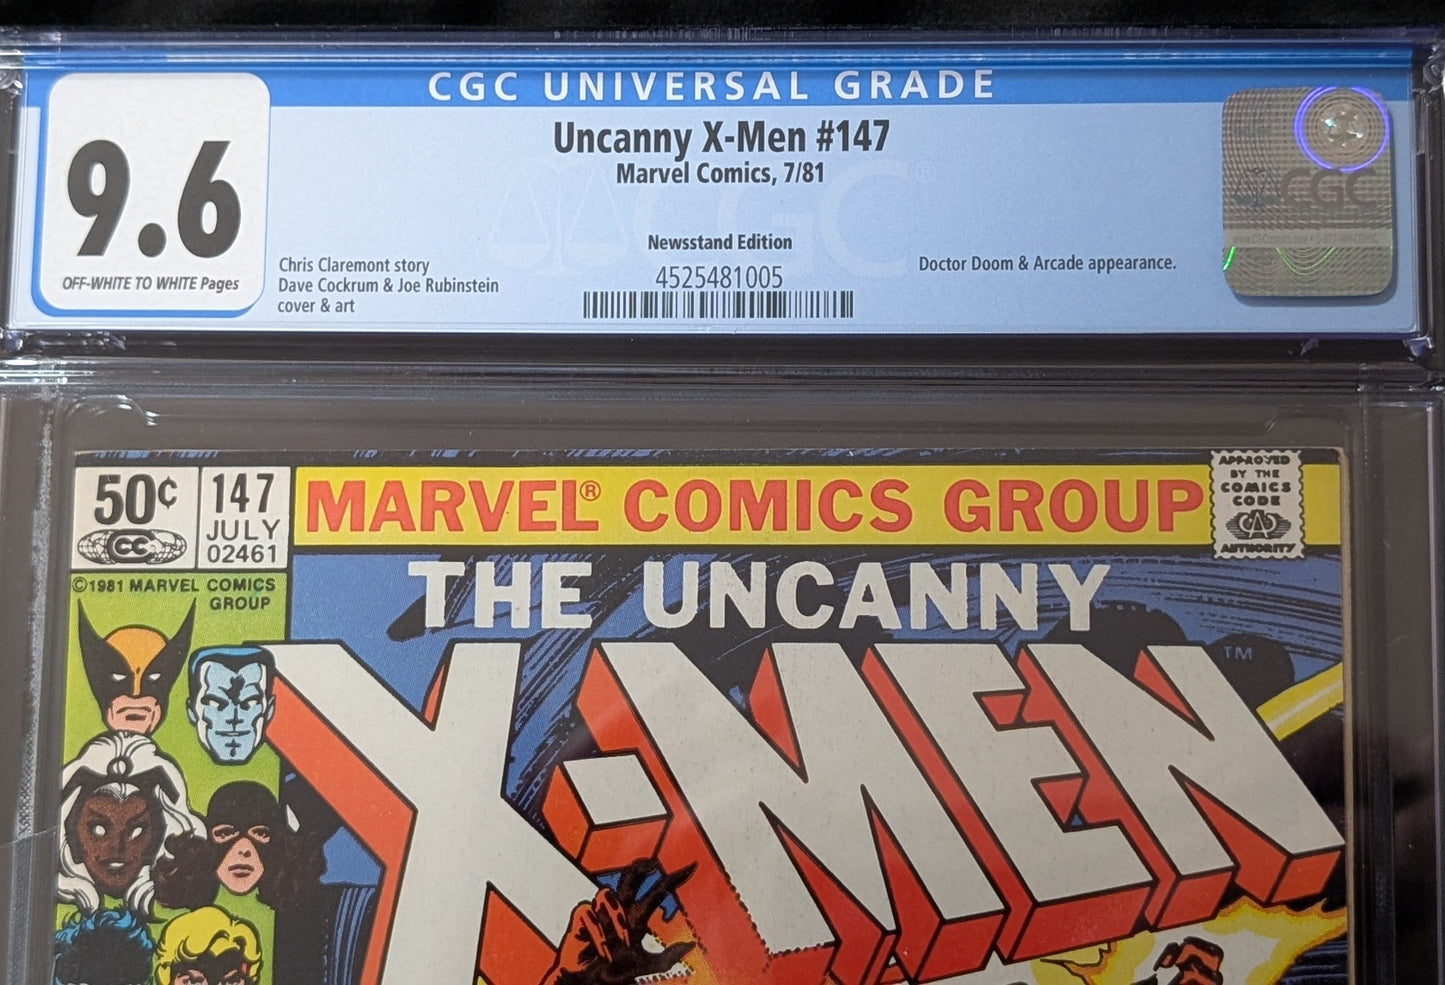 CGC UNIVERSAL GRADE
9.6
OFF-WHITE TO WHITE Pages
Uncanny X-Men #147
Marvel Comics, 7/81
Newsstand Edition
4525481005
Chris Claremont story
Dave Cockrum & Joe Rubinstein
cover & art
Doctor Doom & Arcade appearance.
CGC
50¢
CC
147
JULY
02461
MARVEL® COMICS GROUP
APPROVED
BY THE
COMICS
CODE
AUTHORITY
©1981 MARVEL COMICS
GROUP
THE UNCANNY
X-MEN
TM